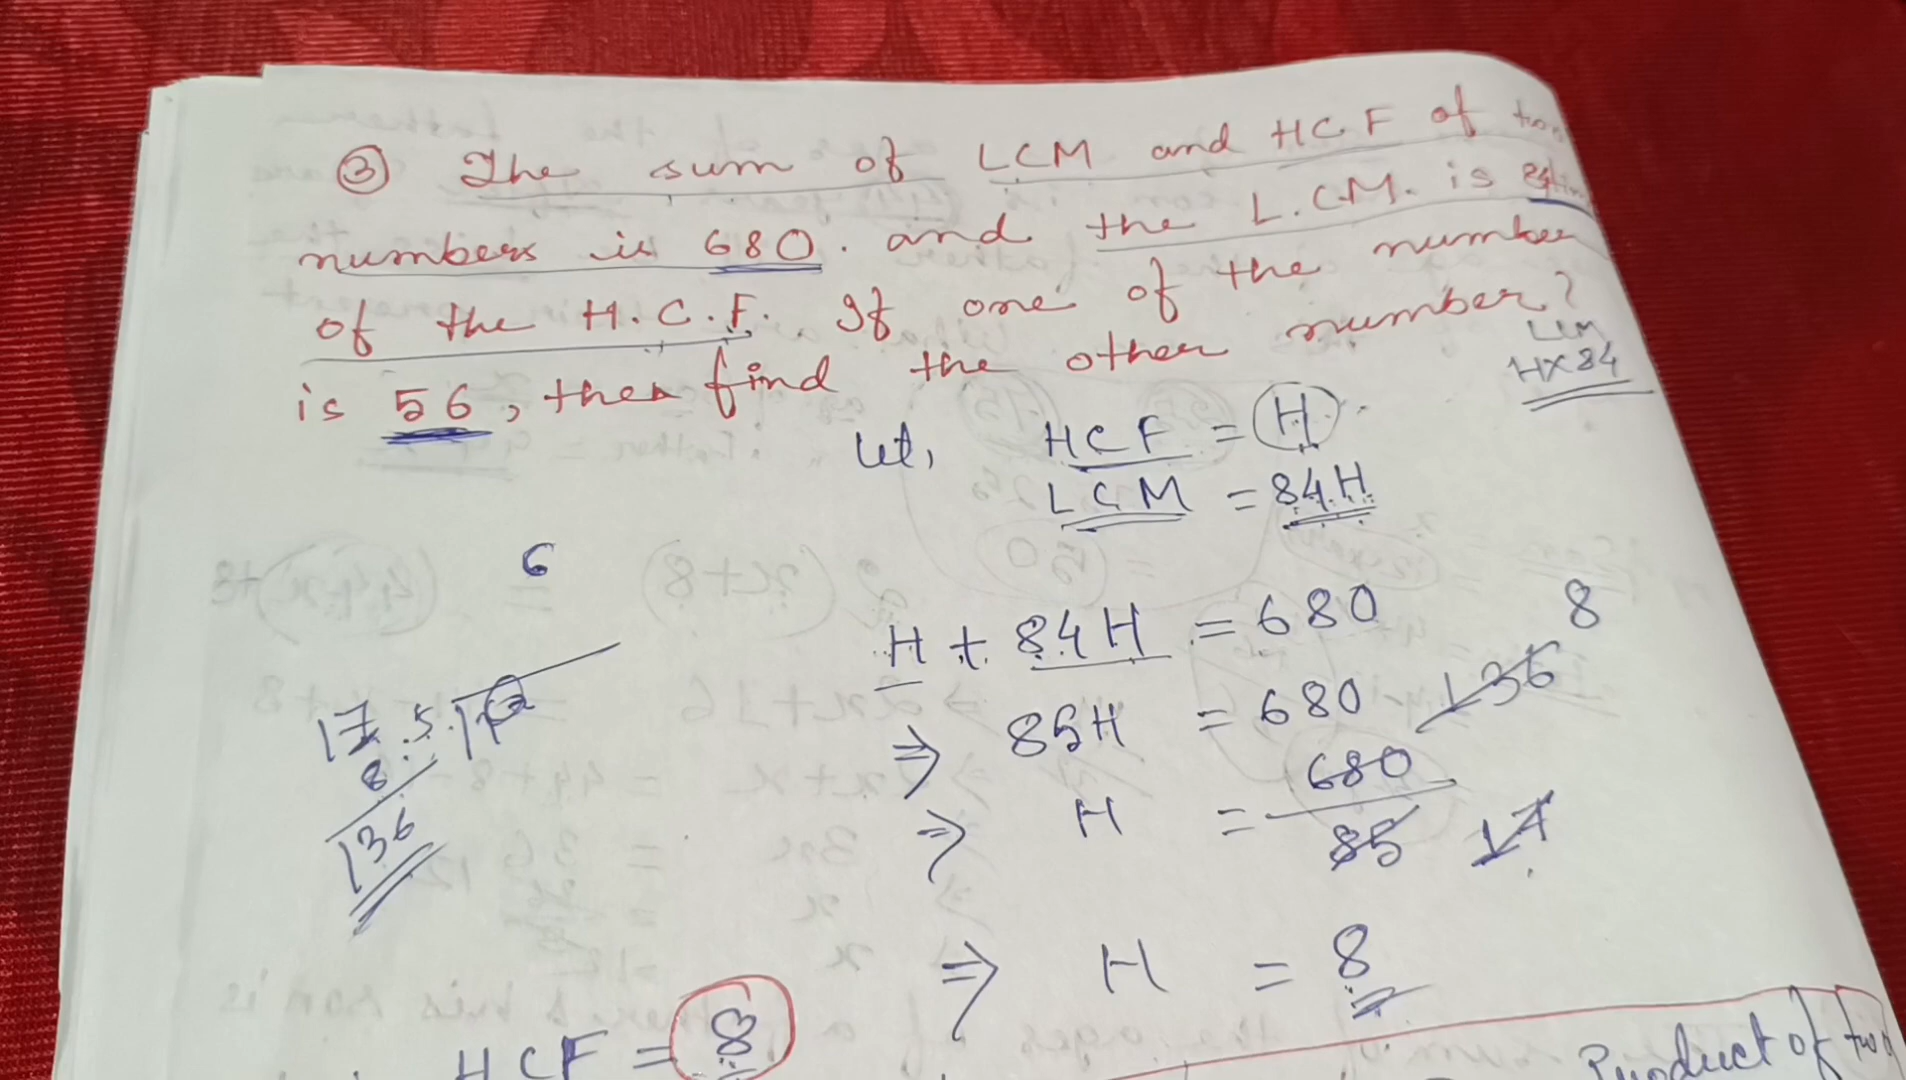 ③ The sum of LCM and HCF of two
numbers is 680. and the L.C.M. is 84
of the H.C.F. If one of the number
is 56, then find the other number?
LCM
H×84
Let, HCF = H
LCM = 84H
6
H + 84H = 680
8
⇒ 85H = 680
136
17.5.
8
136
⇒ H = 680
85
17
⇒ H = 8
HCF = 8
Product of two